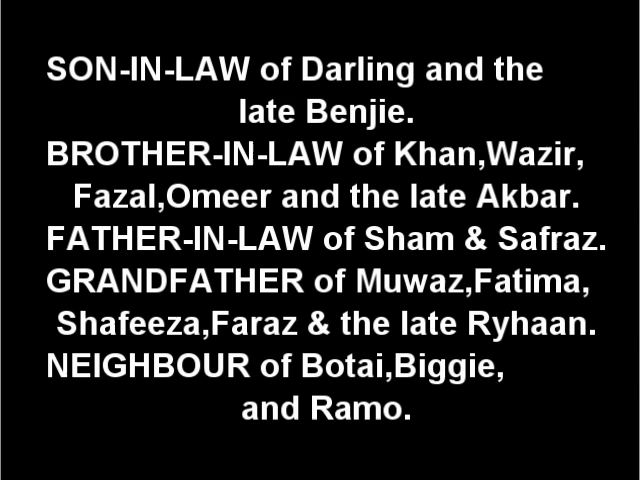 SON-IN-LAW of Darling and the
late Benjie.
BROTHER-IN-LAW of Khan,Wazir,
Fazal,Omeer and the late Akbar.
FATHER-IN-LAW of Sham & Safraz.
GRANDFATHER of Muwaz,Fatima,
Shafeeza,Faraz & the late Ryhaan.
NEIGHBOUR of Botai,Biggie,
and Ramo.